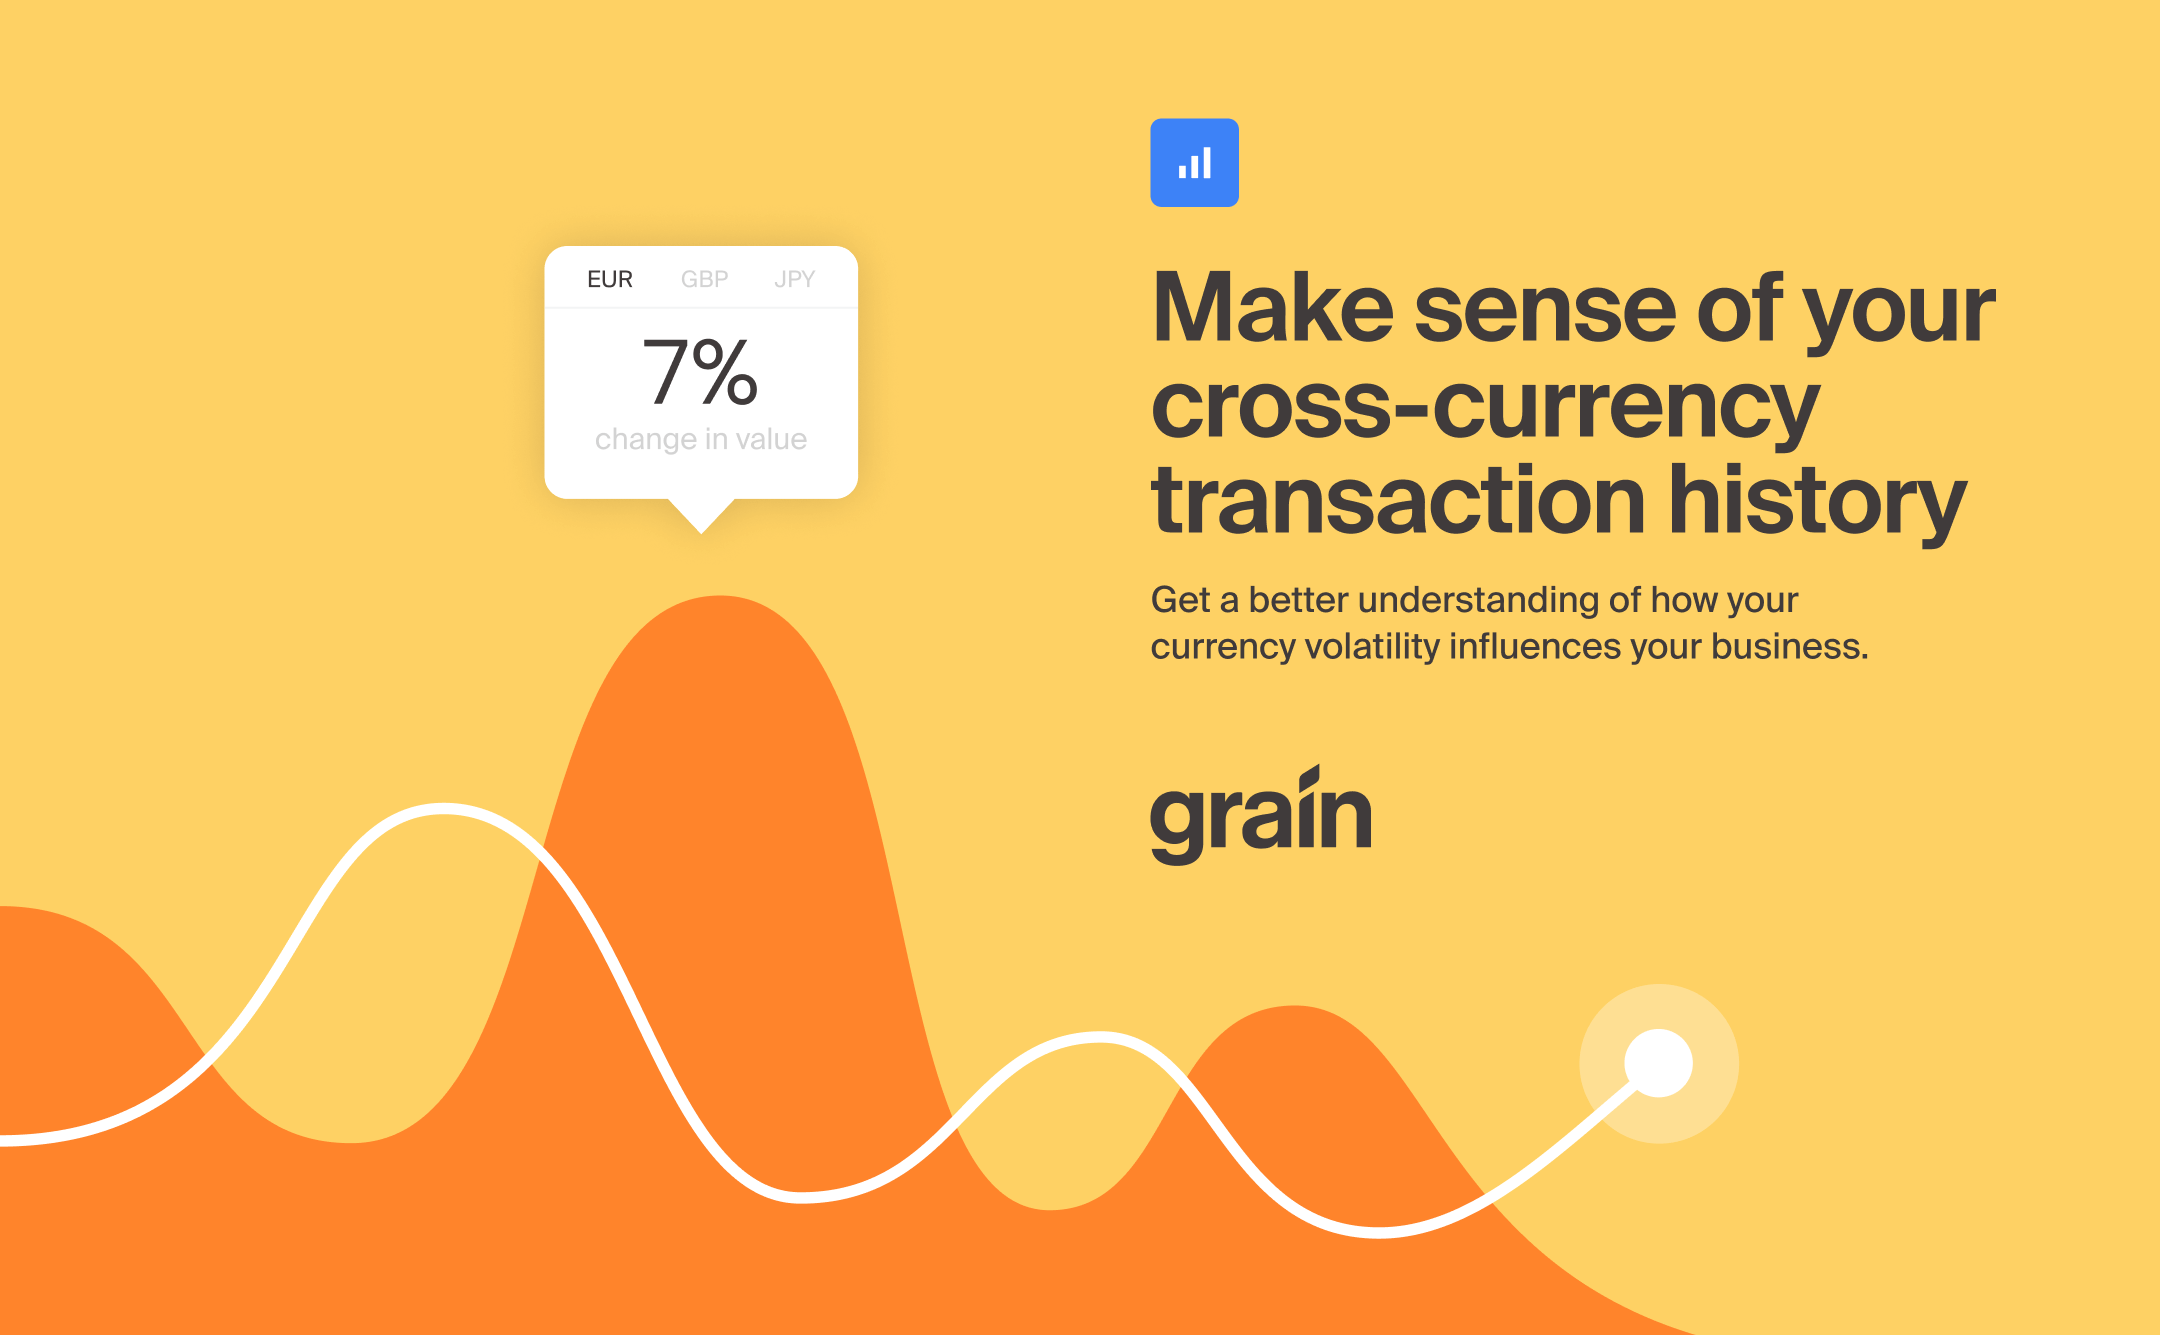 EUR GBP JPY
7%
change in value
Make sense of your
cross-currency
transaction history
Get a better understanding of how your
currency volatility influences your business.
grain